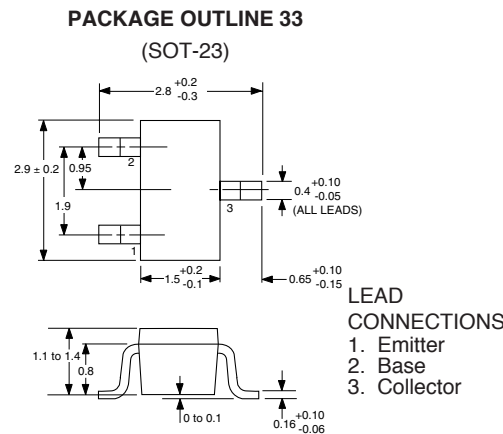 PACKAGE OUTLINE 33
(SOT-23)
2.8 +0.2 -0.3
2
2.9 ± 0.2
0.95
1.9
3
0.4 +0.10 -0.05
(ALL LEADS)
1
1.5 +0.2 -0.1
0.65 +0.10 -0.15
LEAD
CONNECTIONS
1. Emitter
2. Base
3. Collector
1.1 to 1.4
0.8
0 to 0.1
0.16 +0.10 -0.06